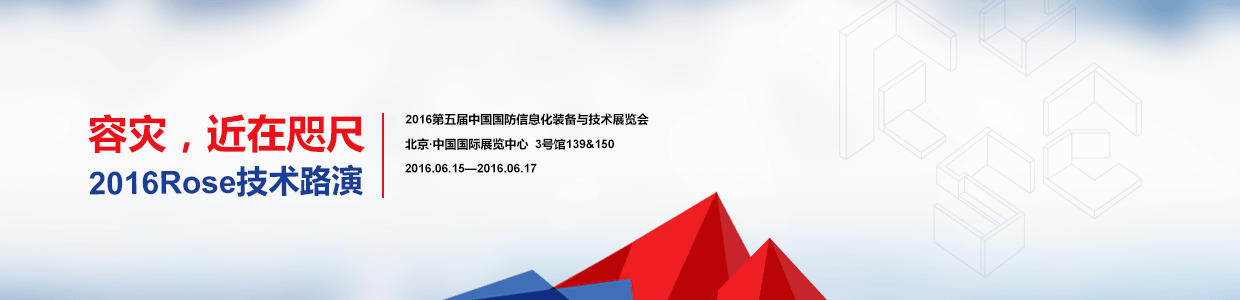 容灾，近在咫尺
2016Rose技术路演
2016第五届中国国防信息化装备与技术展览会
北京·中国国际展览中心 3号馆139&150
2016.06.15—2016.06.17